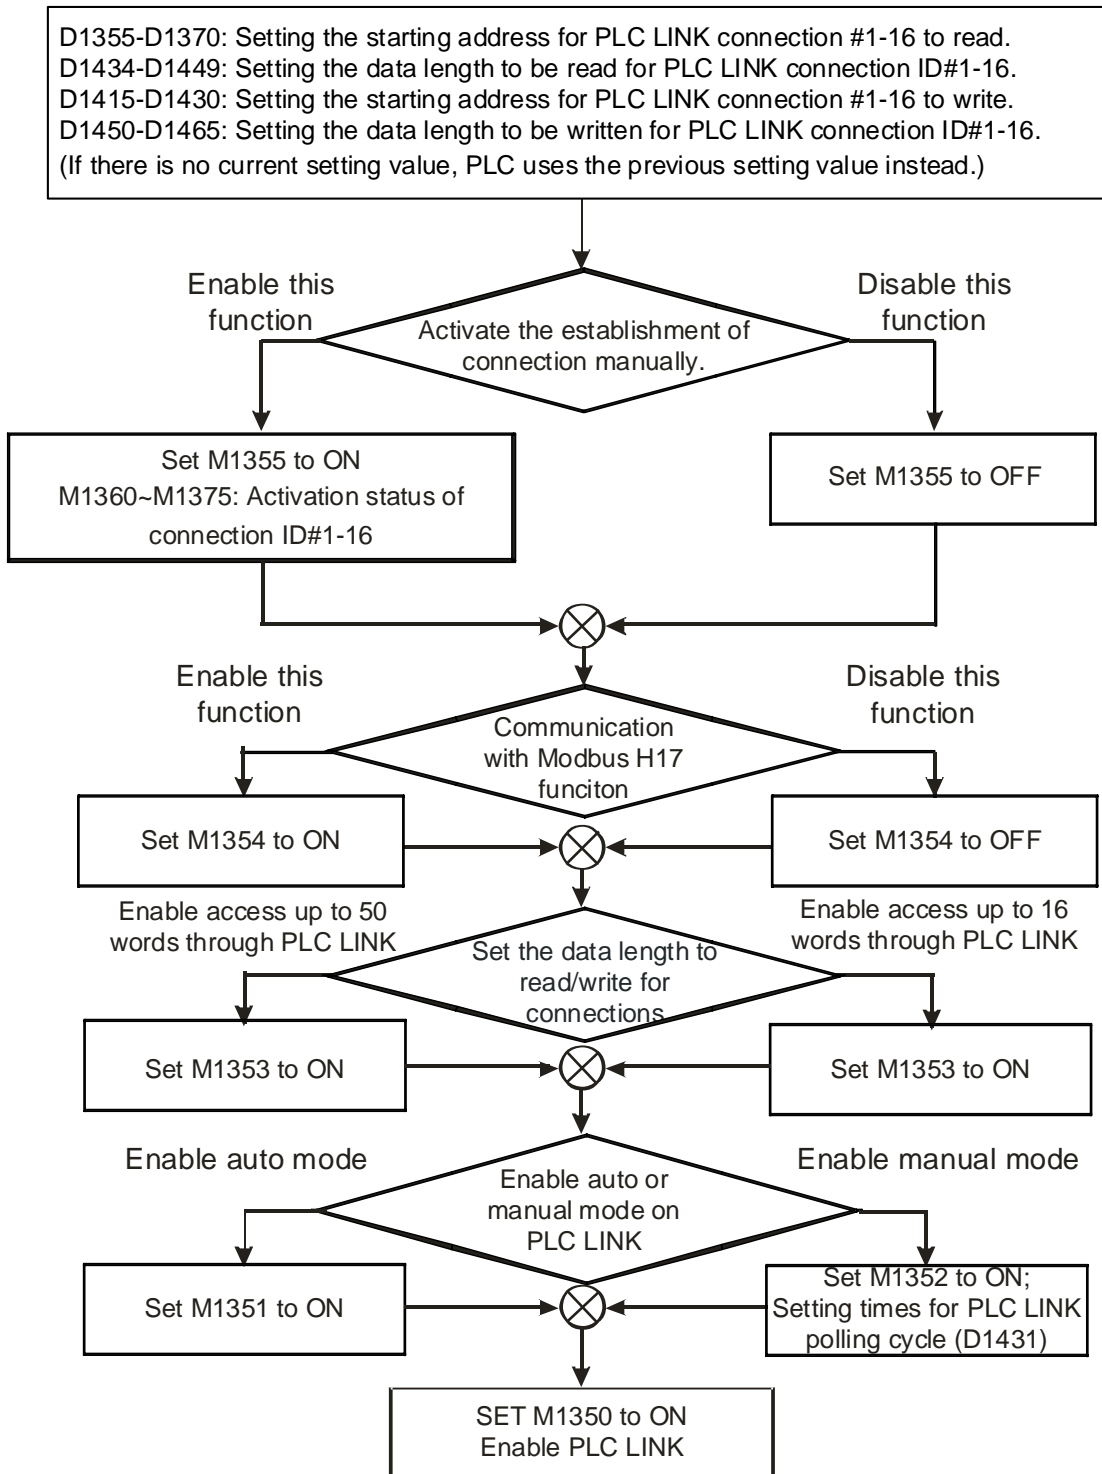 D1355-D1370: Setting the starting address for PLC LINK connection #1-16 to read.
D1434-D1449: Setting the data length to be read for PLC LINK connection ID#1-16.
D1415-D1430: Setting the starting address for PLC LINK connection #1-16 to write.
D1450-D1465: Setting the data length to be written for PLC LINK connection ID#1-16.
(If there is no current setting value, PLC uses the previous setting value instead.)
Enable this
function
Activate the establishment of
connection manually.
Disable this
function
Set M1355 to ON
M1360~M1375: Activation status of
connection ID#1-16
Set M1355 to OFF
Enable this
function
Communication
with Modbus H17
funciton
Disable this
function
Set M1354 to ON
Set M1354 to OFF
Enable access up to 50
words through PLC LINK
Set the data length to
read/write for
connections
Enable access up to 16
words through PLC LINK
Set M1353 to ON
Set M1353 to ON
Enable auto mode
Enable auto or
manual mode on
PLC LINK
Enable manual mode
Set M1351 to ON
Set M1352 to ON;
Setting times for PLC LINK
polling cycle (D1431)
SET M1350 to ON
Enable PLC LINK